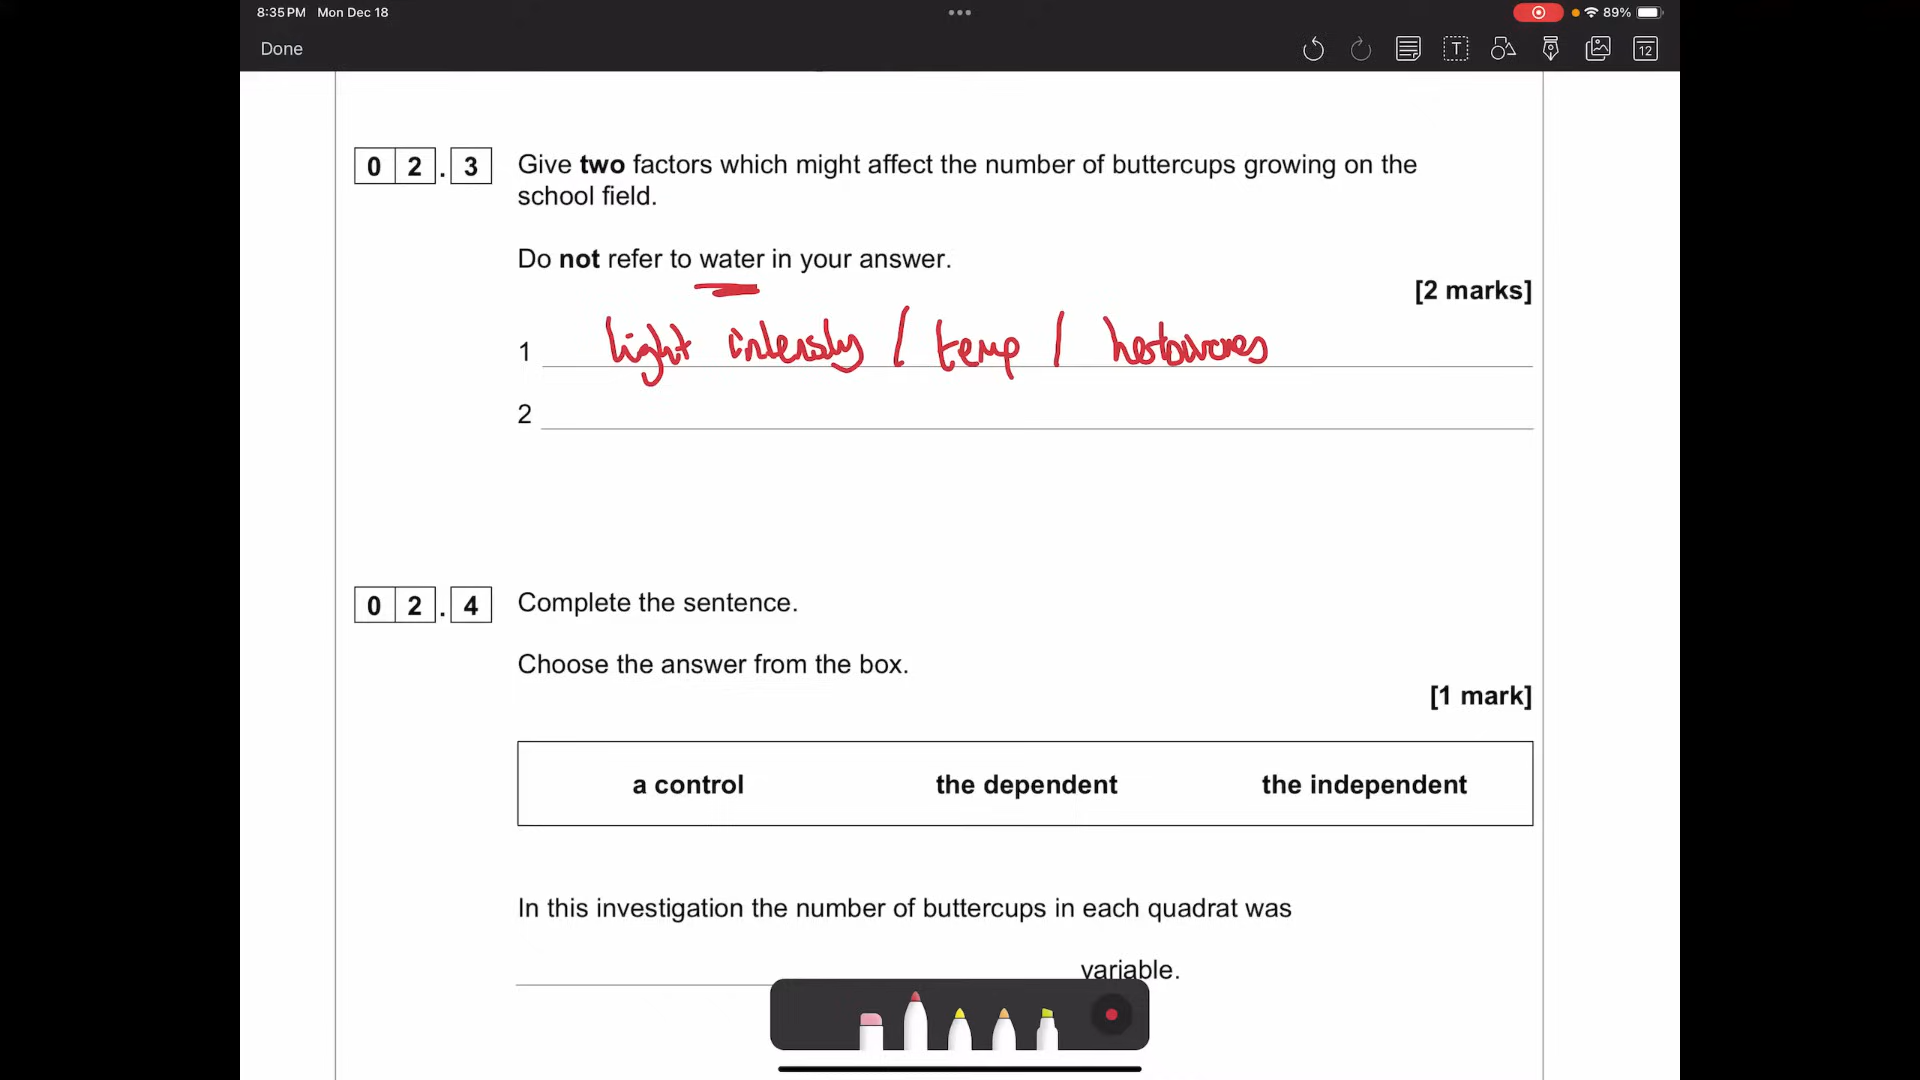 8:35 PM Mon Dec 18
89%
Done
T
12
0 2 . 3 Give two factors which might affect the number of buttercups growing on the
school field.
Do not refer to water in your answer.
[2 marks]
1 light intensity / temp / herbivores
2
0 2 . 4 Complete the sentence.
Choose the answer from the box.
[1 mark]
a control the dependent the independent
In this investigation the number of buttercups in each quadrat was
variable.